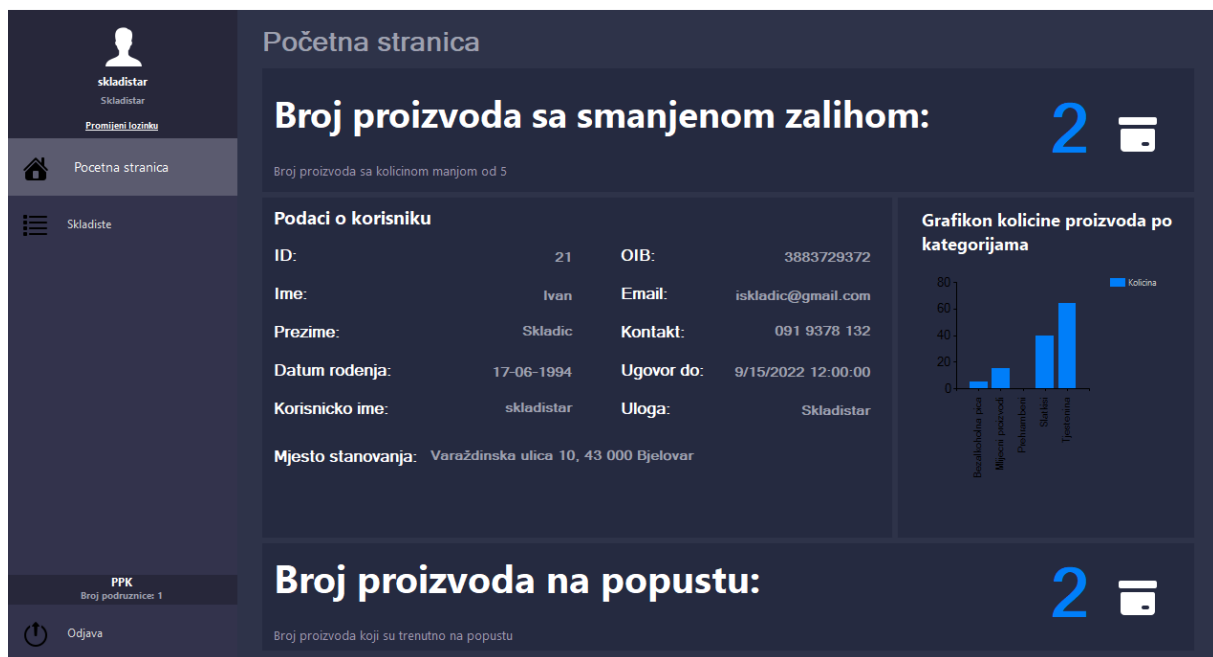 skladistar
Skladistar
Promijeni lozinku
Pocetna stranica
Skladiste
PPK
Broj podruznice: 1
Odjava
Početna stranica
Broj proizvoda sa smanjenom zalihom:
2
Broj proizvoda sa kolicinom manjom od 5
Podaci o korisniku
ID: 21 OIB: 3883729372
Ime: Ivan Email: iskladic@gmail.com
Prezime: Skladic Kontakt: 091 9378 132
Datum rodenja: 17-06-1994 Ugovor do: 9/15/2022 12:00:00
Korisnicko ime: skladistar Uloga: Skladistar
Mjesto stanovanja: Varaždinska ulica 10, 43 000 Bjelovar
Grafikon kolicine proizvoda po
kategorijama
Kolicina
80
60
40
20
0
Bezalkoholna pica
Mlijecni proizvodi
Prehrambeni
Slatkisi
Tjestenina
Broj proizvoda na popustu:
2
Broj proizvoda koji su trenutno na popustu